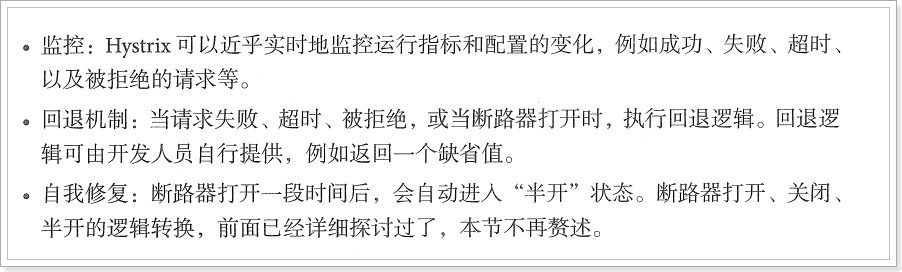 • 监控：Hystrix 可以近乎实时地监控运行指标和配置的变化，例如成功、失败、超时、
以及被拒绝的请求等。
• 回退机制：当请求失败、超时、被拒绝，或当断路器打开时，执行回退逻辑。回退逻
辑可由开发人员自行提供，例如返回一个缺省值。
• 自我修复：断路器打开一段时间后，会自动进入“半开”状态。断路器打开、关闭、
半开的逻辑转换，前面已经详细探讨过了，本节不再赘述。